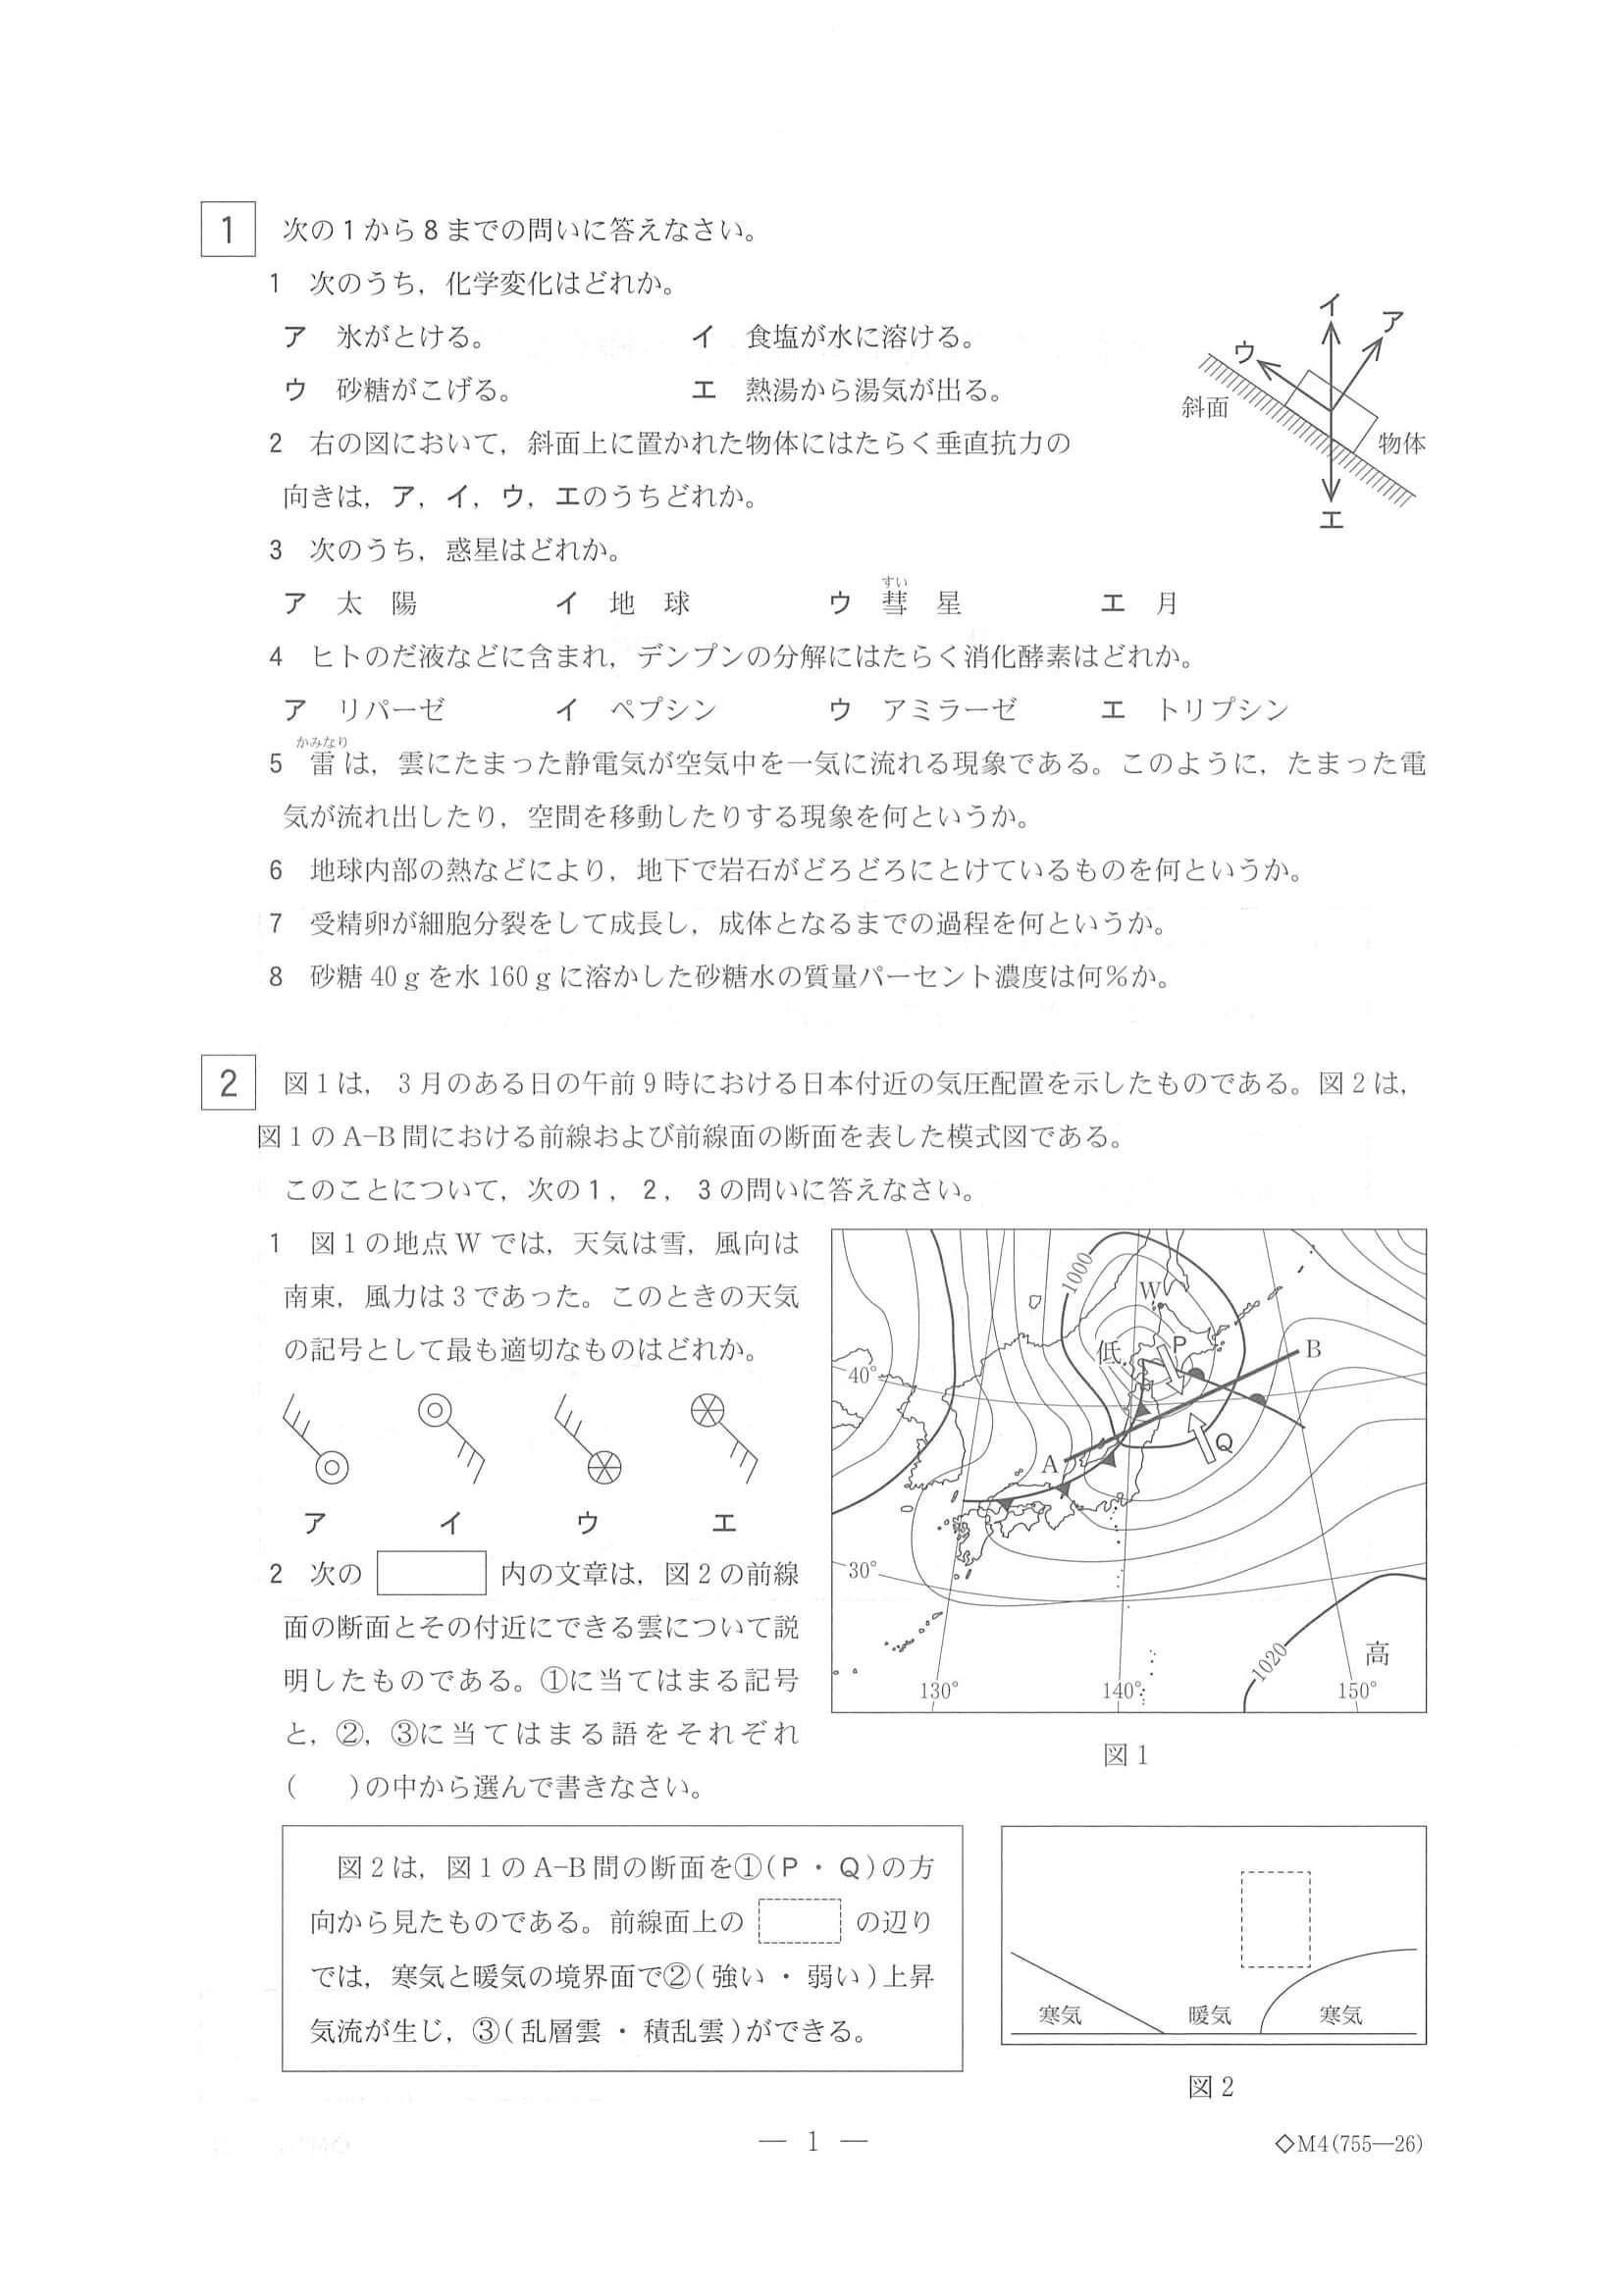 1 次の1から8までの問いに答えなさい。
1 次のうち，化学変化はどれか。
ア 氷がとける。 イ 食塩が水に溶ける。
ウ 砂糖がこげる。 エ 熱湯から湯気が出る。
2 右の図において，斜面上に置かれた物体にはたらく垂直抗力の
向きは，ア，イ，ウ，エのうちどれか。
イ
ア
ウ
斜面
物体
エ
3 次のうち，惑星はどれか。
すい
ア 太陽 イ 地球 ウ 彗星 エ 月
4 ヒトのだ液などに含まれ，デンプンの分解にはたらく消化酵素はどれか。
ア リパーゼ イ ペプシン ウ アミラーゼ エ トリプシン
かみなり
5 雷は，雲にたまった静電気が空気中を一気に流れる現象である。このように，たまった電
気が流れ出したり，空間を移動したりする現象を何というか。
6 地球内部の熱などにより，地下で岩石がどろどろにとけているものを何というか。
7 受精卵が細胞分裂をして成長し，成体となるまでの過程を何というか。
8 砂糖 40 g を水 160 g に溶かした砂糖水の質量パーセント濃度は何％か。
2 図1は，3月のある日の午前9時における日本付近の気圧配置を示したものである。図2は，
図1のA-B間における前線および前線面の断面を表した模式図である。
このことについて，次の1，2，3の問いに答えなさい。
1 図1の地点Wでは，天気は雪，風向は
南東，風力は3であった。このときの天気
の記号として最も適切なものはどれか。
ア イ ウ エ
2 次の 内の文章は，図2の前線
面の断面とその付近にできる雲について説
明したものである。①に当てはまる記号
と，②，③に当てはまる語をそれぞれ
( )の中から選んで書きなさい。
1000
W
低
P
B
40°
Q
A
30°
1020
高
130° 140° 150°
図1
図2は，図1のA-B間の断面を①(P・Q)の方
向から見たものである。前線面上の の辺り
では，寒気と暖気の境界面で②(強い・弱い)上昇
気流が生じ，③(乱層雲・積乱雲)ができる。
寒気 暖気 寒気
図2
— 1 —
◇M4(755—26)